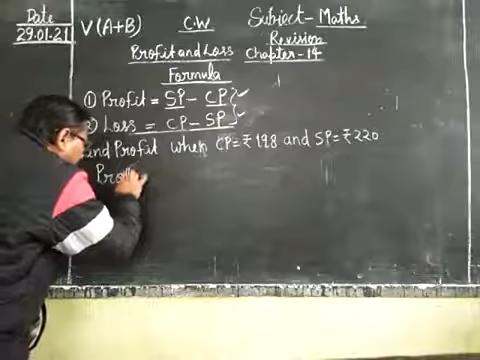 Date
29.01.21
V (A+B)
C.W
Subject - Maths
Revision
Profit and Loss Chapter - 14
Formula
① Profit = SP - CP
② Loss = CP - SP
Find Profit when CP = ₹ 198 and SP = ₹ 220
Prof